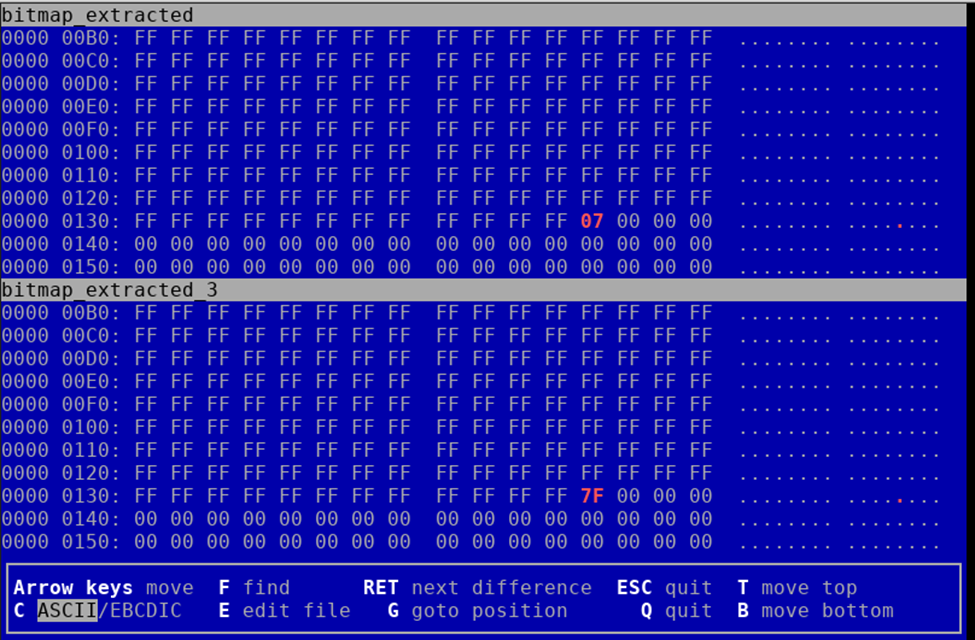 bitmap_extracted
0000 00B0: FF FF FF FF FF FF FF FF  FF FF FF FF FF FF FF FF  ........ ........
0000 00C0: FF FF FF FF FF FF FF FF  FF FF FF FF FF FF FF FF  ........ ........
0000 00D0: FF FF FF FF FF FF FF FF  FF FF FF FF FF FF FF FF  ........ ........
0000 00E0: FF FF FF FF FF FF FF FF  FF FF FF FF FF FF FF FF  ........ ........
0000 00F0: FF FF FF FF FF FF FF FF  FF FF FF FF FF FF FF FF  ........ ........
0000 0100: FF FF FF FF FF FF FF FF  FF FF FF FF FF FF FF FF  ........ ........
0000 0110: FF FF FF FF FF FF FF FF  FF FF FF FF FF FF FF FF  ........ ........
0000 0120: FF FF FF FF FF FF FF FF  FF FF FF FF FF FF FF FF  ........ ........
0000 0130: FF FF FF FF FF FF FF FF  FF FF FF FF 07 00 00 00  ........ ........
0000 0140: 00 00 00 00 00 00 00 00  00 00 00 00 00 00 00 00  ........ ........
0000 0150: 00 00 00 00 00 00 00 00  00 00 00 00 00 00 00 00  ........ ........
bitmap_extracted_3
0000 00B0: FF FF FF FF FF FF FF FF  FF FF FF FF FF FF FF FF  ........ ........
0000 00C0: FF FF FF FF FF FF FF FF  FF FF FF FF FF FF FF FF  ........ ........
0000 00D0: FF FF FF FF FF FF FF FF  FF FF FF FF FF FF FF FF  ........ ........
0000 00E0: FF FF FF FF FF FF FF FF  FF FF FF FF FF FF FF FF  ........ ........
0000 00F0: FF FF FF FF FF FF FF FF  FF FF FF FF FF FF FF FF  ........ ........
0000 0100: FF FF FF FF FF FF FF FF  FF FF FF FF FF FF FF FF  ........ ........
0000 0110: FF FF FF FF FF FF FF FF  FF FF FF FF FF FF FF FF  ........ ........
0000 0120: FF FF FF FF FF FF FF FF  FF FF FF FF FF FF FF FF  ........ ........
0000 0130: FF FF FF FF FF FF FF FF  FF FF FF FF 7F 00 00 00  ........ ........
0000 0140: 00 00 00 00 00 00 00 00  00 00 00 00 00 00 00 00  ........ ........
0000 0150: 00 00 00 00 00 00 00 00  00 00 00 00 00 00 00 00  ........ ........
Arrow keys move  F find      RET next difference  ESC quit  T move top
C ASCII/EBCDIC   E edit file   G goto position      Q quit  B move bottom